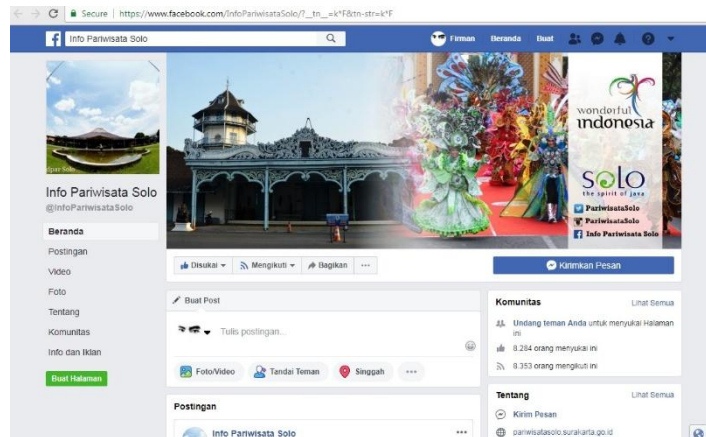 Secure | https://www.facebook.com/InfoPariwisataSolo/?__tn__=k*F&tn-str=k*F
Info Pariwisata Solo
Firman Beranda Buat
wonderful
indonesia
SOLO
the spirit of java
PariwisataSolo
PariwisataSolo
Info Pariwisata Solo
Info Pariwisata Solo
@InfoPariwisataSolo
Beranda
Postingan
Video
Foto
Tentang
Komunitas
Info dan Iklan
Buat Halaman
Disukai Mengikuti Bagikan
Kirimkan Pesan
Buat Post
Tulis postingan...
Foto/Video Tandai Teman Singgah
Postingan
Info Pariwisata Solo
Komunitas Lihat Semua
Undang teman Anda untuk menyukai Halaman
ini
8.284 orang menyukai ini
8.353 orang mengikuti ini
Tentang Lihat Semua
Kirim Pesan
pariwisatasolo.surakarta.go.id